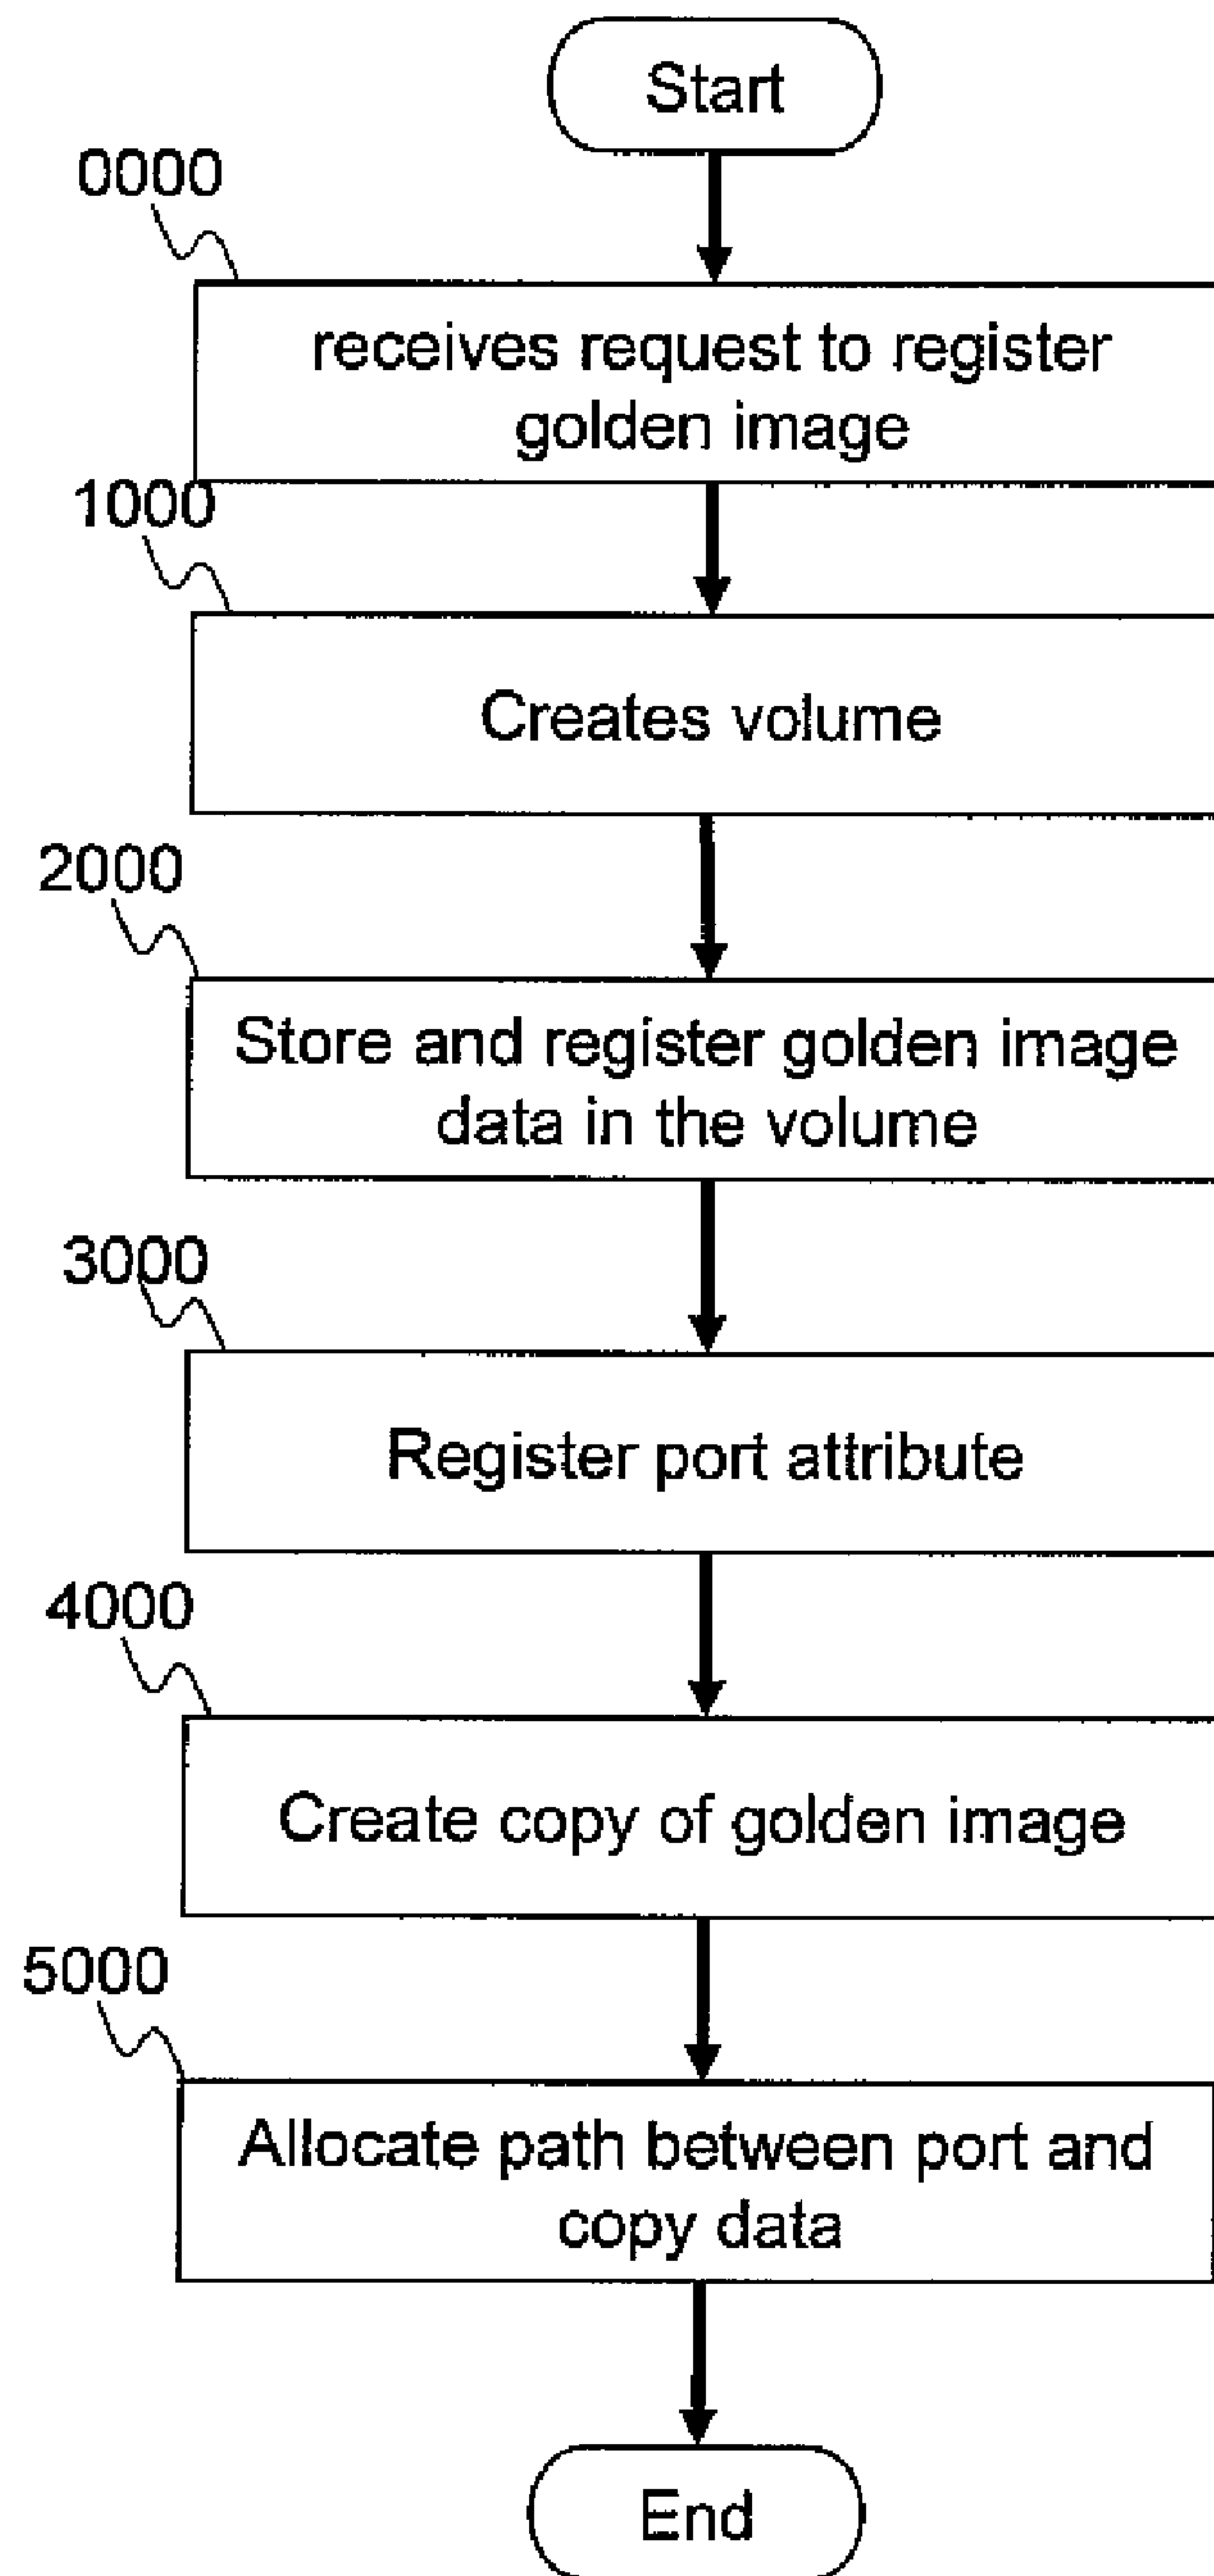 Start
0000
receives request to register
golden image
1000
Creates volume
2000
Store and register golden image
data in the volume
3000
Register port attribute
4000
Create copy of golden image
5000
Allocate path between port and
copy data
End